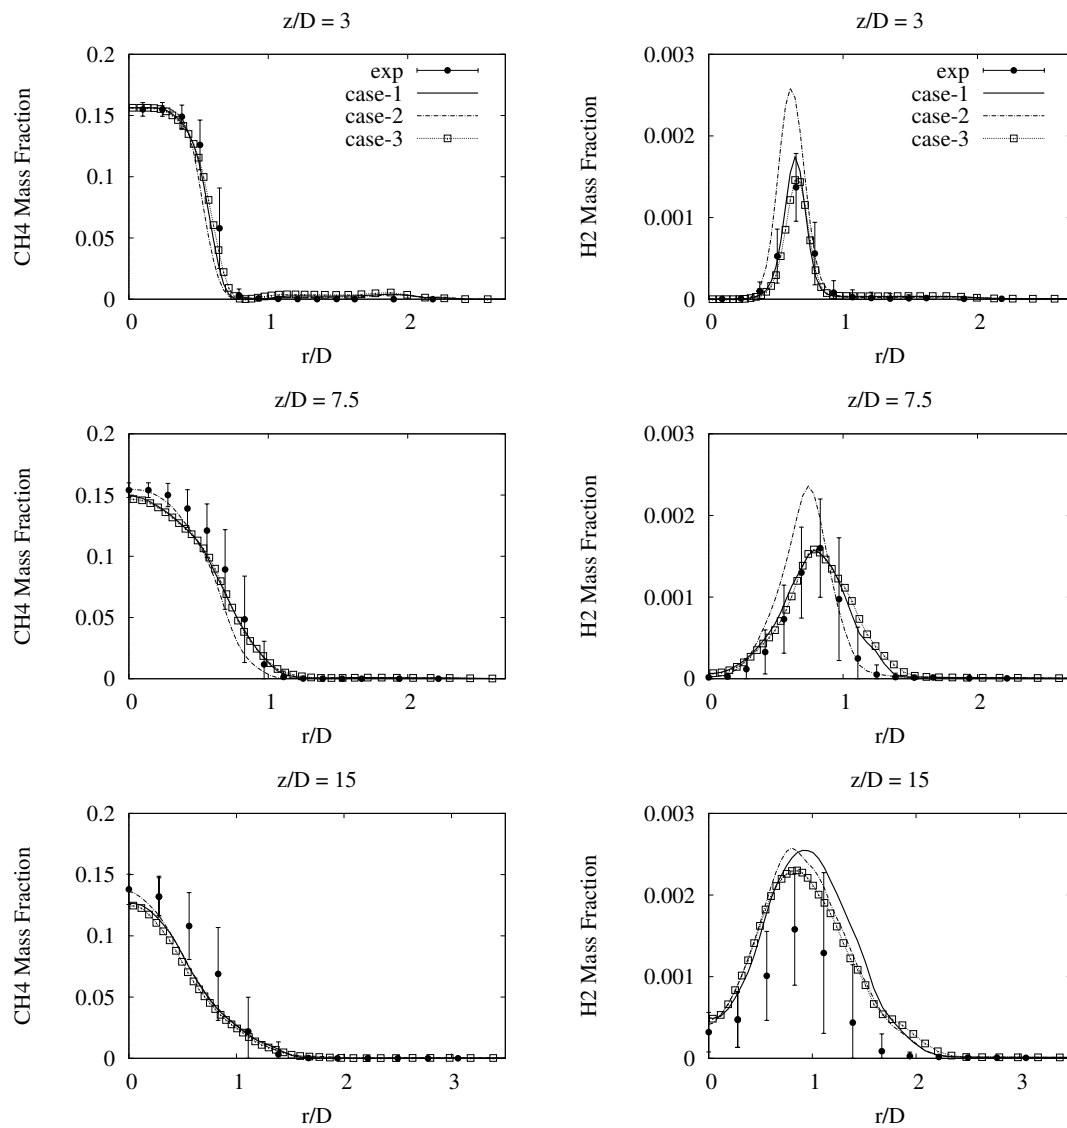 z/D = 3
CH4 Mass Fraction
0.2
0.15
0.1
0.05
0
exp
case-1
case-2
case-3
0 1 2
r/D
z/D = 3
H2 Mass Fraction
0.003
0.002
0.001
0
exp
case-1
case-2
case-3
0 1 2
r/D
z/D = 7.5
CH4 Mass Fraction
0.2
0.15
0.1
0.05
0
0 1 2
r/D
z/D = 7.5
H2 Mass Fraction
0.003
0.002
0.001
0
0 1 2
r/D
z/D = 15
CH4 Mass Fraction
0.2
0.15
0.1
0.05
0
0 1 2 3
r/D
z/D = 15
H2 Mass Fraction
0.003
0.002
0.001
0
0 1 2 3
r/D